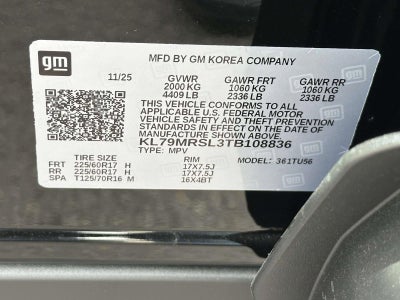 gm
MFD BY GM KOREA COMPANY
11/25 GVWR GAWR FRT GAWR RR
2000 KG 1060 KG 1060 KG
4409 LB 2336 LB 2336 LB
THIS VEHICLE CONFORMS TO ALL
APPLICABLE U.S. FEDERAL MOTOR
VEHICLE SAFETY AND THEFT PREVENTION
STANDARDS IN EFFECT ON THE DATE OF
MANUFACTURE SHOWN ABOVE.
KL79MRSL3TB108836
TYPE: MPV MODEL: 361TU56
TIRE SIZE RIM
FRT 225/60R17 H 17X7.5J
RR 225/60R17 H 17X7.5J
SPA T125/70R16 M 16X4BT